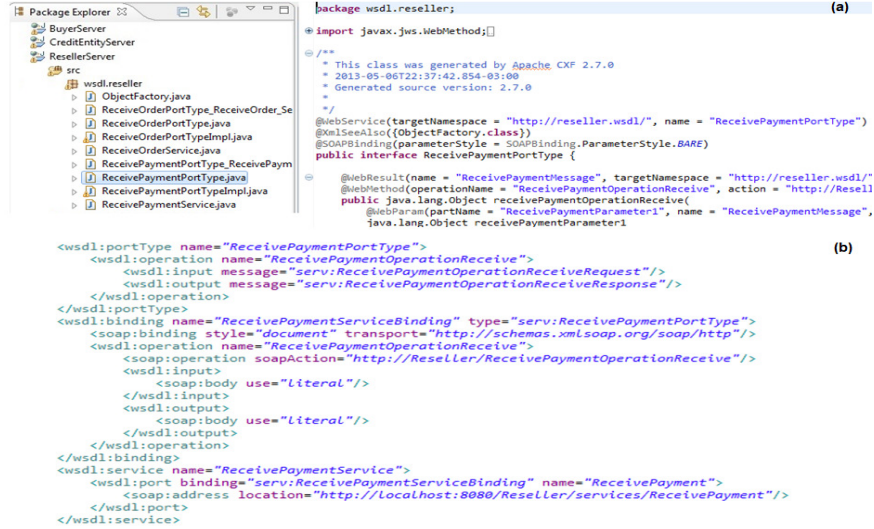 Package Explorer
BuyerServer
CreditEntityServer
ResellerServer
src
wsdl.reseller
ObjectFactory.java
ReceiveOrderPortType_ReceiveOrder_Se
ReceiveOrderPortType.java
ReceiveOrderPortTypeImpl.java
ReceiveOrderService.java
ReceivePaymentPortType_ReceivePaym
ReceivePaymentPortType.java
ReceivePaymentPortTypeImpl.java
ReceivePaymentService.java
package wsdl.reseller;
(a)
import javax.jws.WebMethod;
/**
* This class was generated by Apache CXF 2.7.0
* 2013-05-06T22:37:42.854-03:00
* Generated source version: 2.7.0
*
*/
@WebService(targetNamespace = "http://reseller.wsdl/", name = "ReceivePaymentPortType")
@XmlSeeAlso({ObjectFactory.class})
@SOAPBinding(parameterStyle = SOAPBinding.ParameterStyle.BARE)
public interface ReceivePaymentPortType {
@WebResult(name = "ReceivePaymentMessage", targetNamespace = "http://reseller.wsdl/"
@WebMethod(operationName = "ReceivePaymentOperationReceive", action = "http://Resell
public java.lang.Object receivePaymentOperationReceive(
@WebParam(partName = "ReceivePaymentParameter1", name = "ReceivePaymentMessage",
java.lang.Object receivePaymentParameter1
(b)
<wsdl:portType name="ReceivePaymentPortType">
<wsdl:operation name="ReceivePaymentOperationReceive">
<wsdl:input message="serv:ReceivePaymentOperationReceiveRequest"/>
<wsdl:output message="serv:ReceivePaymentOperationReceiveResponse"/>
</wsdl:operation>
</wsdl:portType>
<wsdl:binding name="ReceivePaymentServiceBinding" type="serv:ReceivePaymentPortType">
<soap:binding style="document" transport="http://schemas.xmlsoap.org/soap/http"/>
<wsdl:operation name="ReceivePaymentOperationReceive">
<soap:operation soapAction="http://Reseller/ReceivePaymentOperationReceive"/>
<wsdl:input>
<soap:body use="literal"/>
</wsdl:input>
<wsdl:output>
<soap:body use="literal"/>
</wsdl:output>
</wsdl:operation>
</wsdl:binding>
<wsdl:service name="ReceivePaymentService">
<wsdl:port binding="serv:ReceivePaymentServiceBinding" name="ReceivePayment">
<soap:address location="http://localhost:8080/Reseller/services/ReceivePayment"/>
</wsdl:port>
</wsdl:service>